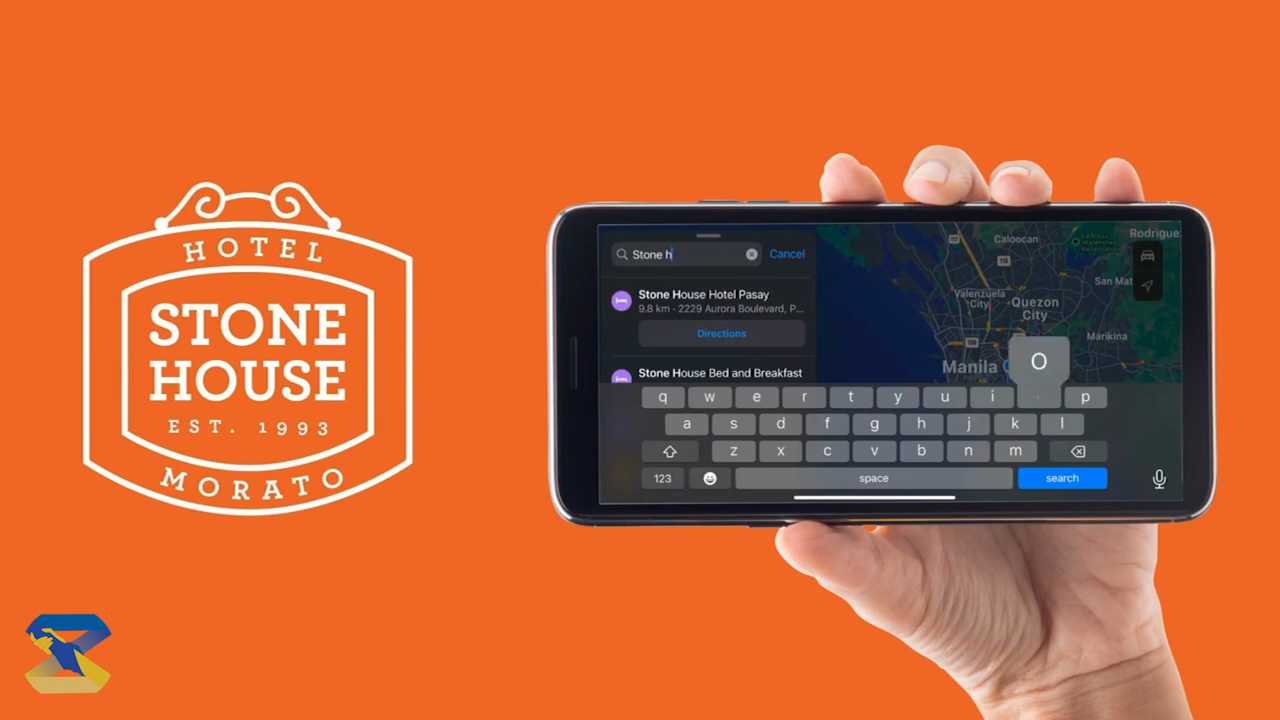 HOTEL
STONE
HOUSE
EST. 1993
MORATO
Stone h
Cancel
Stone House Hotel Pasay
9.8 km · 2229 Aurora Boulevard, P...
Directions
Stone House Bed and Breakfast
Caloocan
Rodrigue
Valenzuela
City
Quezon
City
San Mat
Marikina
Manila
O
q w e r t y u i p
a s d f g h j k l
z x c v b n m
123 space search